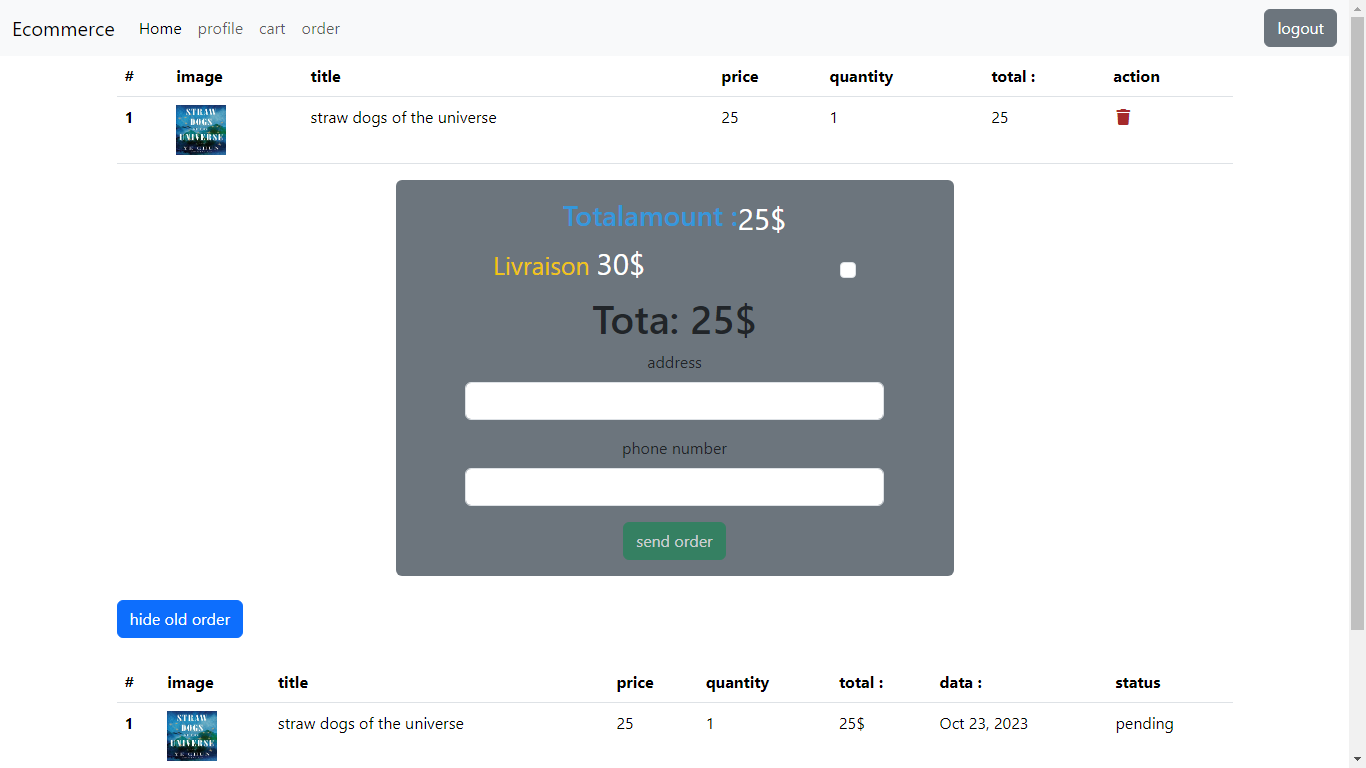 Ecommerce Home profile cart order logout
# image title price quantity total : action
1 STRAW DOGS OF THE UNIVERSE YE CHUN straw dogs of the universe 25 1 25
Totalamount :25$
Livraison 30$
Tota: 25$
address
phone number
send order
hide old order
# image title price quantity total : data : status
1 STRAW DOGS OF THE UNIVERSE YE CHUN straw dogs of the universe 25 1 25$ Oct 23, 2023 pending